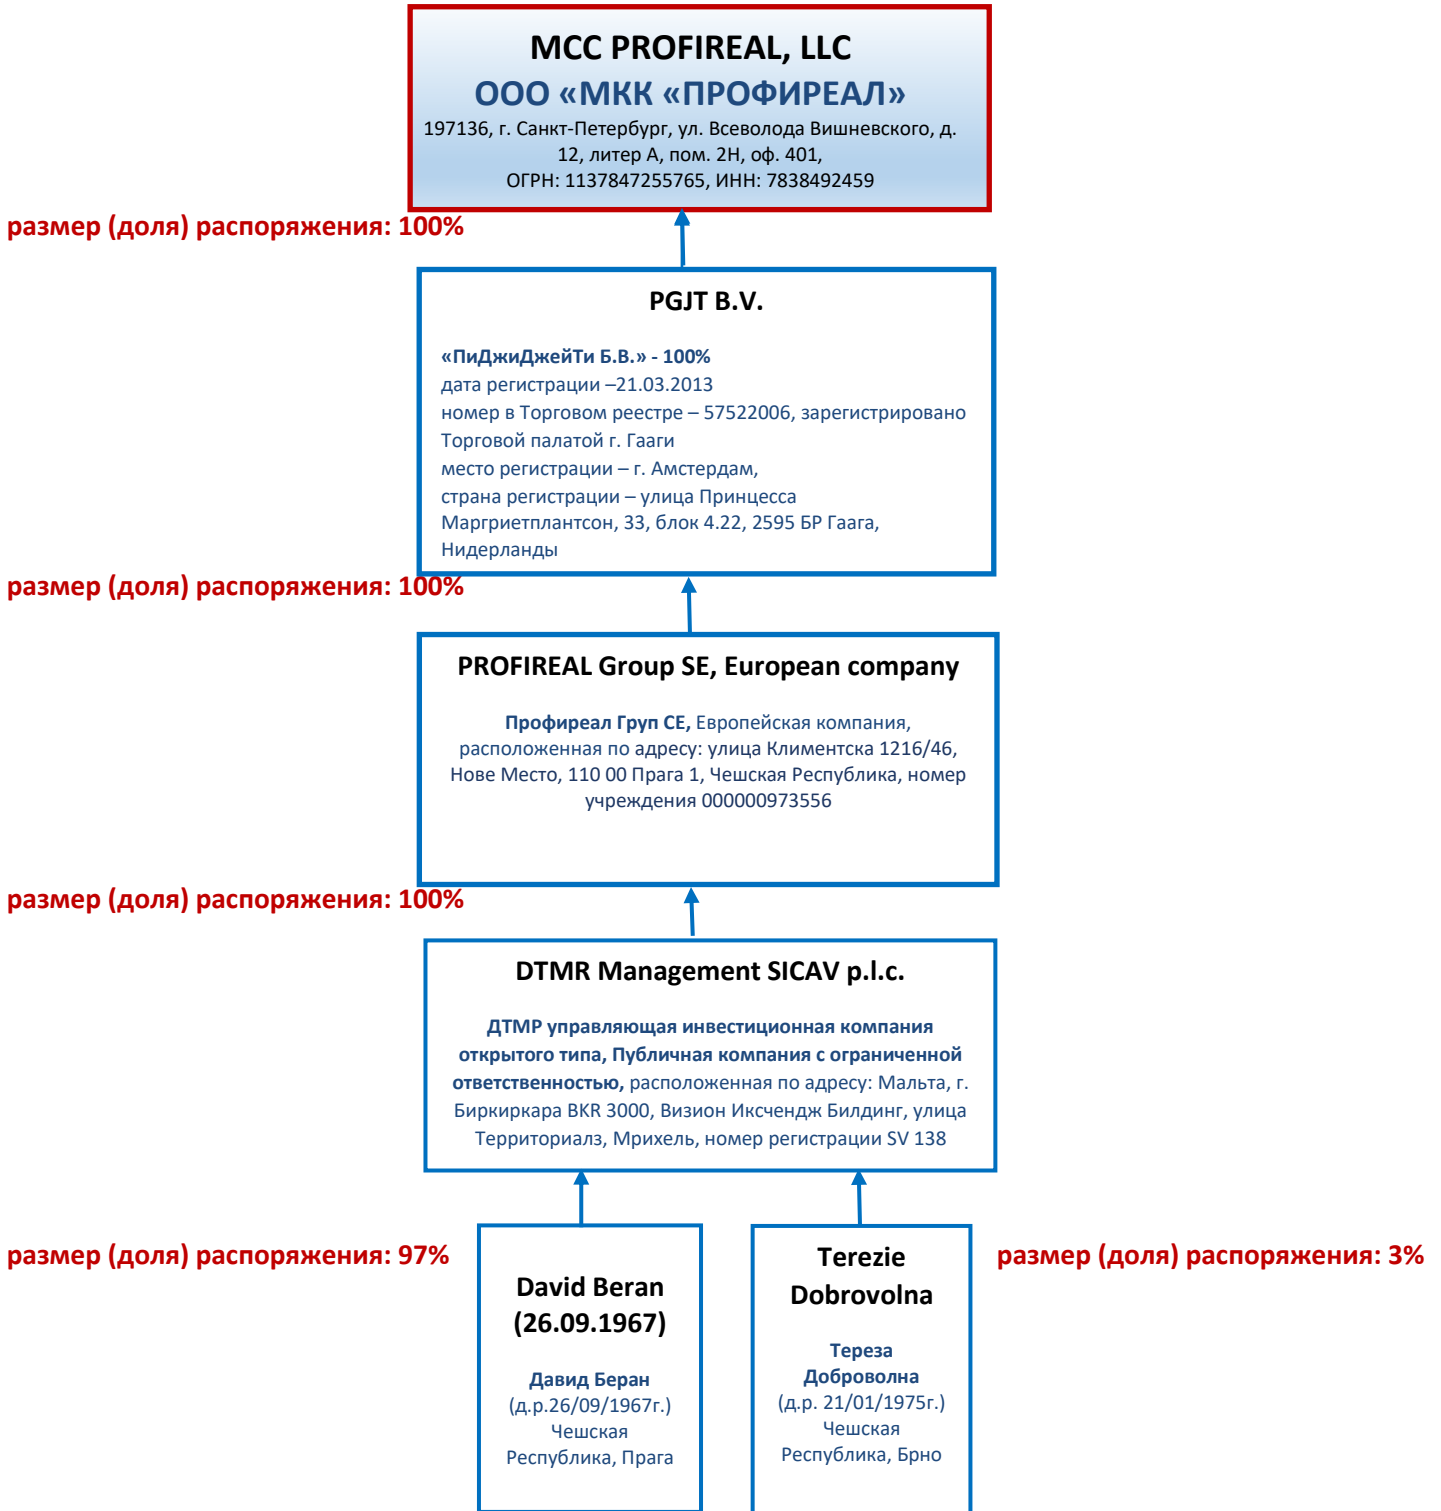 MCC PROFIREAL, LLC
ООО «МКК «ПРОФИРЕАЛ»
197136, г. Санкт-Петербург, ул. Всеволода Вишневского, д.
12, литер А, пом. 2Н, оф. 401,
ОГРН: 1137847255765, ИНН: 7838492459
размер (доля) распоряжения: 100%
PGJT B.V.
«ПиДжиДжейТи Б.В.» - 100%
дата регистрации –21.03.2013
номер в Торговом реестре – 57522006, зарегистрировано
Торговой палатой г. Гааги
место регистрации – г. Амстердам,
страна регистрации – улица Принцесса
Маргриетплантсон, 33, блок 4.22, 2595 БР Гаага,
Нидерланды
размер (доля) распоряжения: 100%
PROFIREAL Group SE, European company
Профиреал Груп СЕ, Европейская компания,
расположенная по адресу: улица Климентска 1216/46,
Нове Место, 110 00 Прага 1, Чешская Республика, номер
учреждения 000000973556
размер (доля) распоряжения: 100%
DTMR Management SICAV p.l.c.
ДТМР управляющая инвестиционная компания
открытого типа, Публичная компания с ограниченной
ответственностью, расположенная по адресу: Мальта, г.
Биркиркара BKR 3000, Визион Иксчендж Билдинг, улица
Территориалз, Мрихель, номер регистрации SV 138
размер (доля) распоряжения: 97%
David Beran
(26.09.1967)
Давид Беран
(д.р.26/09/1967г.)
Чешская
Республика, Прага
Terezie
Dobrovolna
Тереза
Доброволна
(д.р. 21/01/1975г.)
Чешская
Республика, Брно
размер (доля) распоряжения: 3%